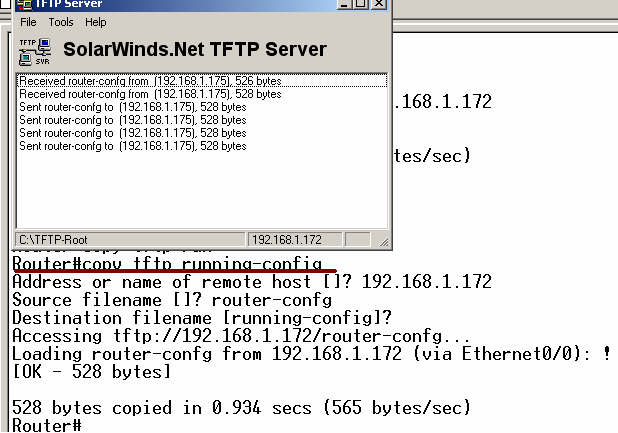 TFTP Server
File Tools Help
TFTP
SVR
SolarWinds.Net TFTP Server
Received router-confg from (192.168.1.175), 526 bytes
Received router-confg from (192.168.1.175), 528 bytes
Sent router-confg to (192.168.1.175), 528 bytes
Sent router-confg to (192.168.1.175), 528 bytes
Sent router-confg to (192.168.1.175), 528 bytes
Sent router-confg to (192.168.1.175), 528 bytes
.168.1.172
tes/sec)
C:\TFTP-Root 192.168.1.172
Router#copy tftp running-config
Address or name of remote host []? 192.168.1.172
Source filename []? router-confg
Destination filename [running-config]?
Accessing tftp://192.168.1.172/router-confg...
Loading router-confg from 192.168.1.172 (via Ethernet0/0): !
[OK - 528 bytes]
528 bytes copied in 0.934 secs (565 bytes/sec)
Router#